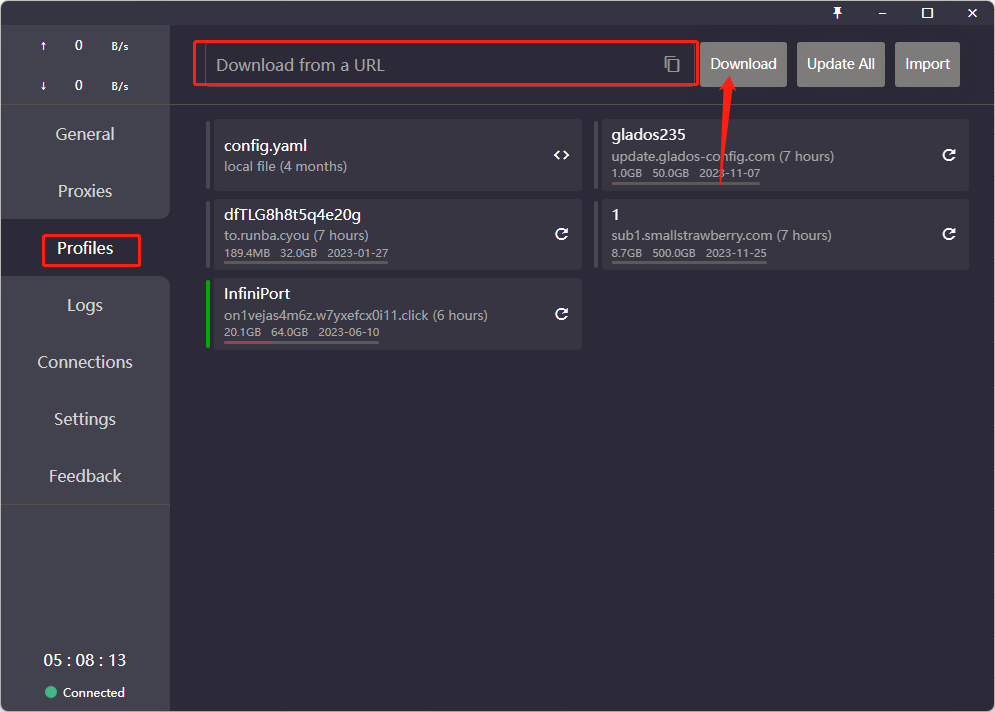 ↑ 0 B/s
↓ 0 B/s
General
Proxies
Profiles
Logs
Connections
Settings
Feedback
05 : 08 : 13
Connected
Download from a URL
Download
Update All
Import
config.yaml
local file (4 months)
glados235
update.glados-config.com (7 hours)
1.0GB 50.0GB 2023-11-07
dfTLG8h8t5q4e20g
to.runba.cyou (7 hours)
189.4MB 32.0GB 2023-01-27
1
sub1.smallstrawberry.com (7 hours)
8.7GB 500.0GB 2023-11-25
InfiniPort
on1vejas4m6z.w7yxefcx0i11.click (6 hours)
20.1GB 64.0GB 2023-06-10